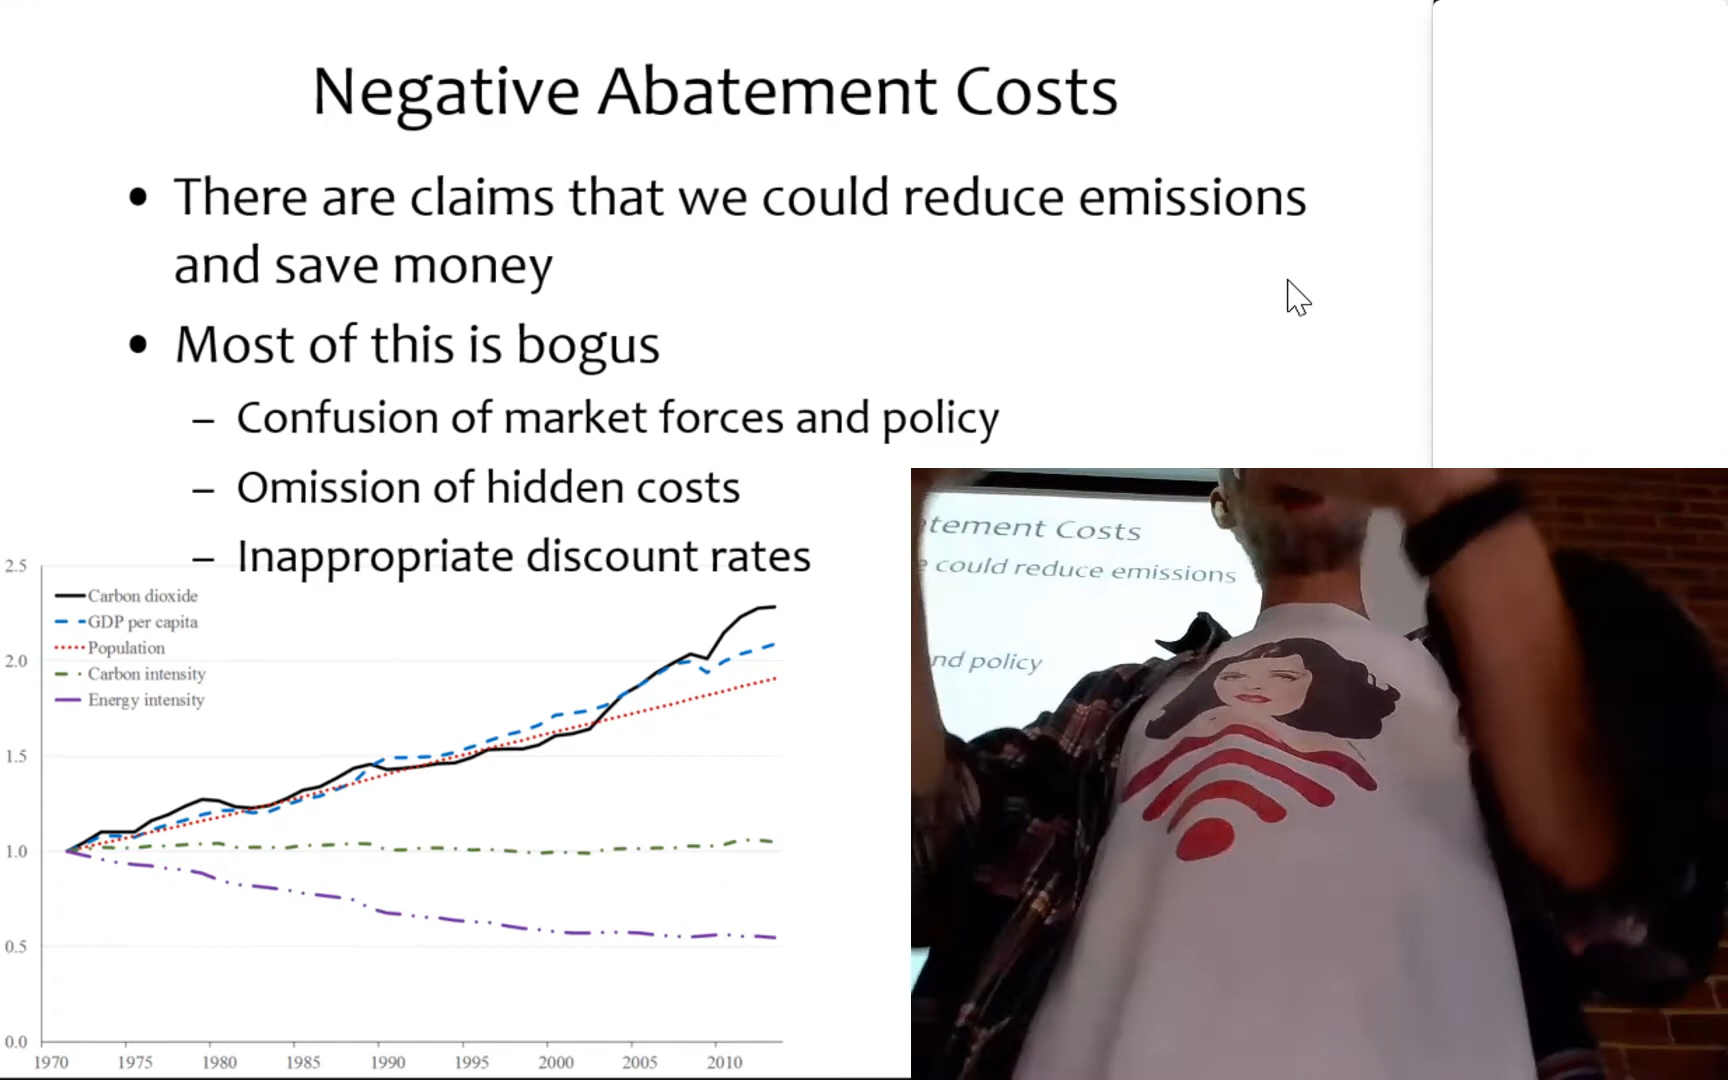 Negative Abatement Costs
• There are claims that we could reduce emissions
and save money
• Most of this is bogus
– Confusion of market forces and policy
– Omission of hidden costs
– Inappropriate discount rates
2.5
2.0
1.5
1.0
0.5
0.0
Carbon dioxide
GDP per capita
Population
Carbon intensity
Energy intensity
1970 1975 1980 1985 1990 1995 2000 2005 2010
tement Costs
could reduce emissions
nd policy